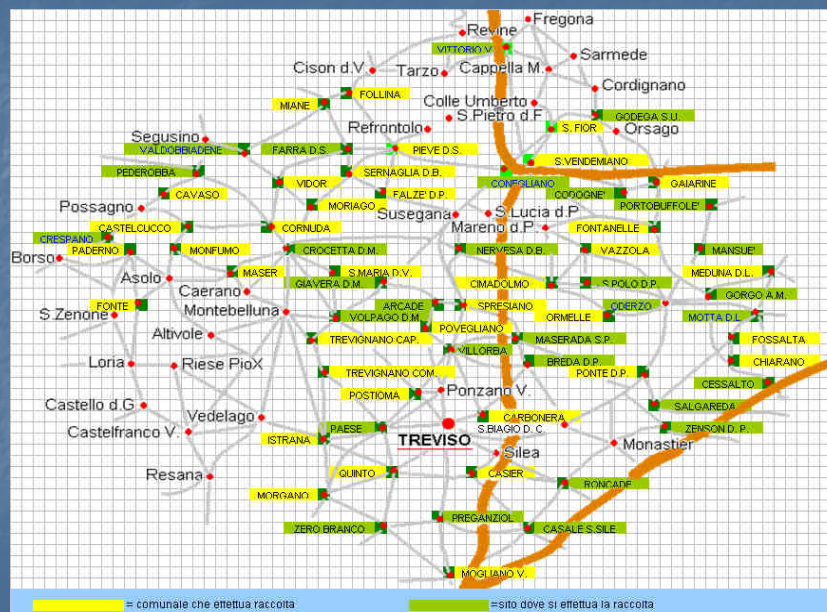 Fregona
Revine
VITTORIO V.
Sarmede
Cison d.V.
Tarzo
Cappella M.
Cordignano
FOLLINA
MIANE
Colle Umberto
GODEGA S.U.
S.Pietro d.F
Refrontolo
S. FIOR
Orsago
Segusino
VALDOBBIADENE
FARRA D.S.
PIEVE D.S.
S.VENDEMANO
PEDEROBBA
SERNAGLIA D.B.
CONEGLIANO
GAIARINE
VIDOR
CAVASO
FALZE' D.P.
CODOGNE'
MORIAGO
PORTOBUFFOLE'
Possagno
Susegana
S.Lucia d.P
CASTELCUCCO
CORNUDA
Mareno d.P.
FONTANELLE
CRESPANO
PADERNO
MONFUMO
CROCETTA D.M.
NERVESA D.B.
VAZZOLA
MANSUE'
Borso
MASER
S.MARIA D.V.
MEDUNA D.L.
Asolo
GIAVERA D.M.
CIMADOLMO
S.POLO D.P.
Caerano
GORGO A.M.
FONTE
ARCADE
SPRESIANO
ODERZO
S.Zenone
Montebelluna
VOLPAGO D.M.
ORMELLE
MOTTA D.L
POVEGLIANO
Altivole
TREVIGNANO CAP.
MASERADA S.P.
FOSSALTA
VILLORBA
Loria
Riese PioX
BREDA D.P.
CHIARANO
TREVIGNANO COM.
PONTE D.P.
CESSALTO
POSTIOMA
Ponzano V.
Castello d.G
SALGAREDA
Vedelago
CARBONERA
PAESE
S.BIAGIO D. C.
ZENSON D. P.
Castelfranco V.
ISTRANA
TREVISO
Monastier
Silea
Resana
QUINTO
CASIER
RONCADE
MORGANO
PREGANZIOL
ZERO BRANCO
CASALE S.SILE
MOGLIANO V.
= comunale che effettua raccolta
=sito dove si effettua la raccolta